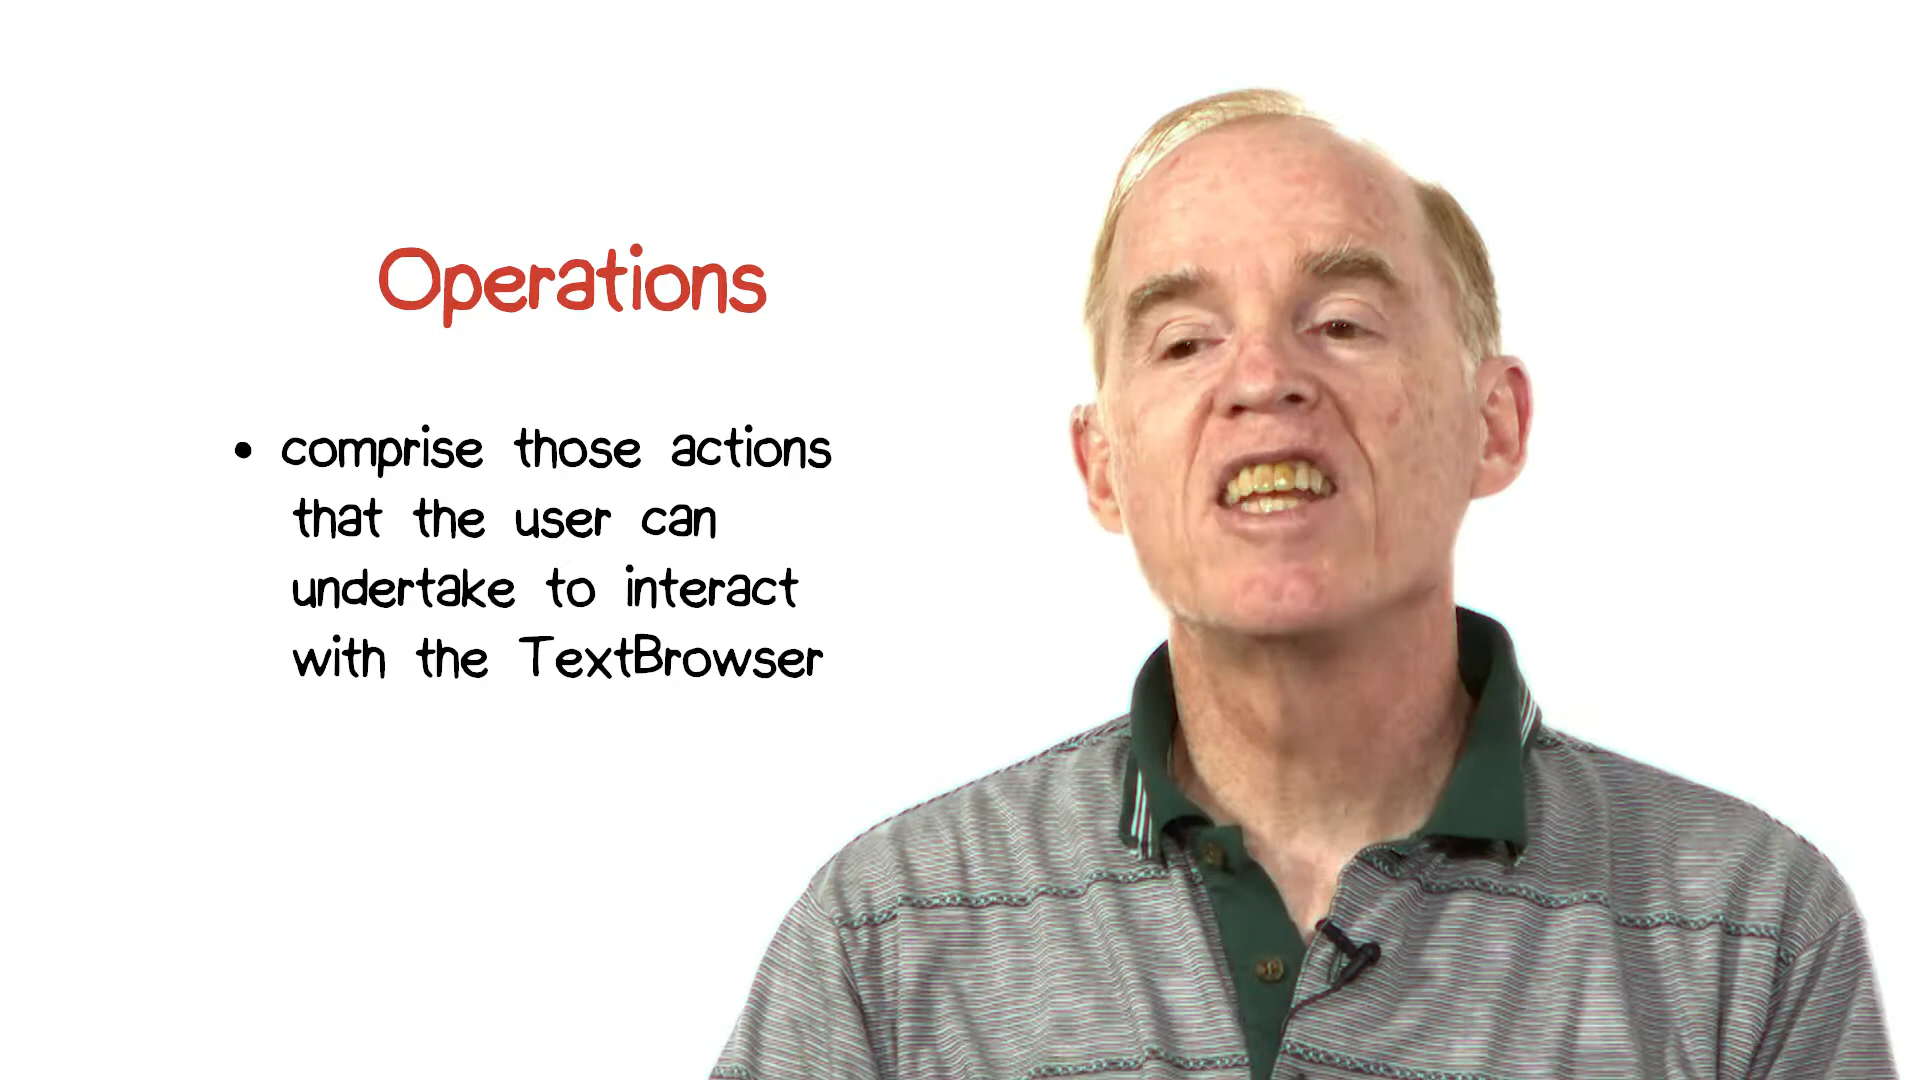 Operations
• comprise those actions
that the user can
undertake to interact
with the TextBrowser